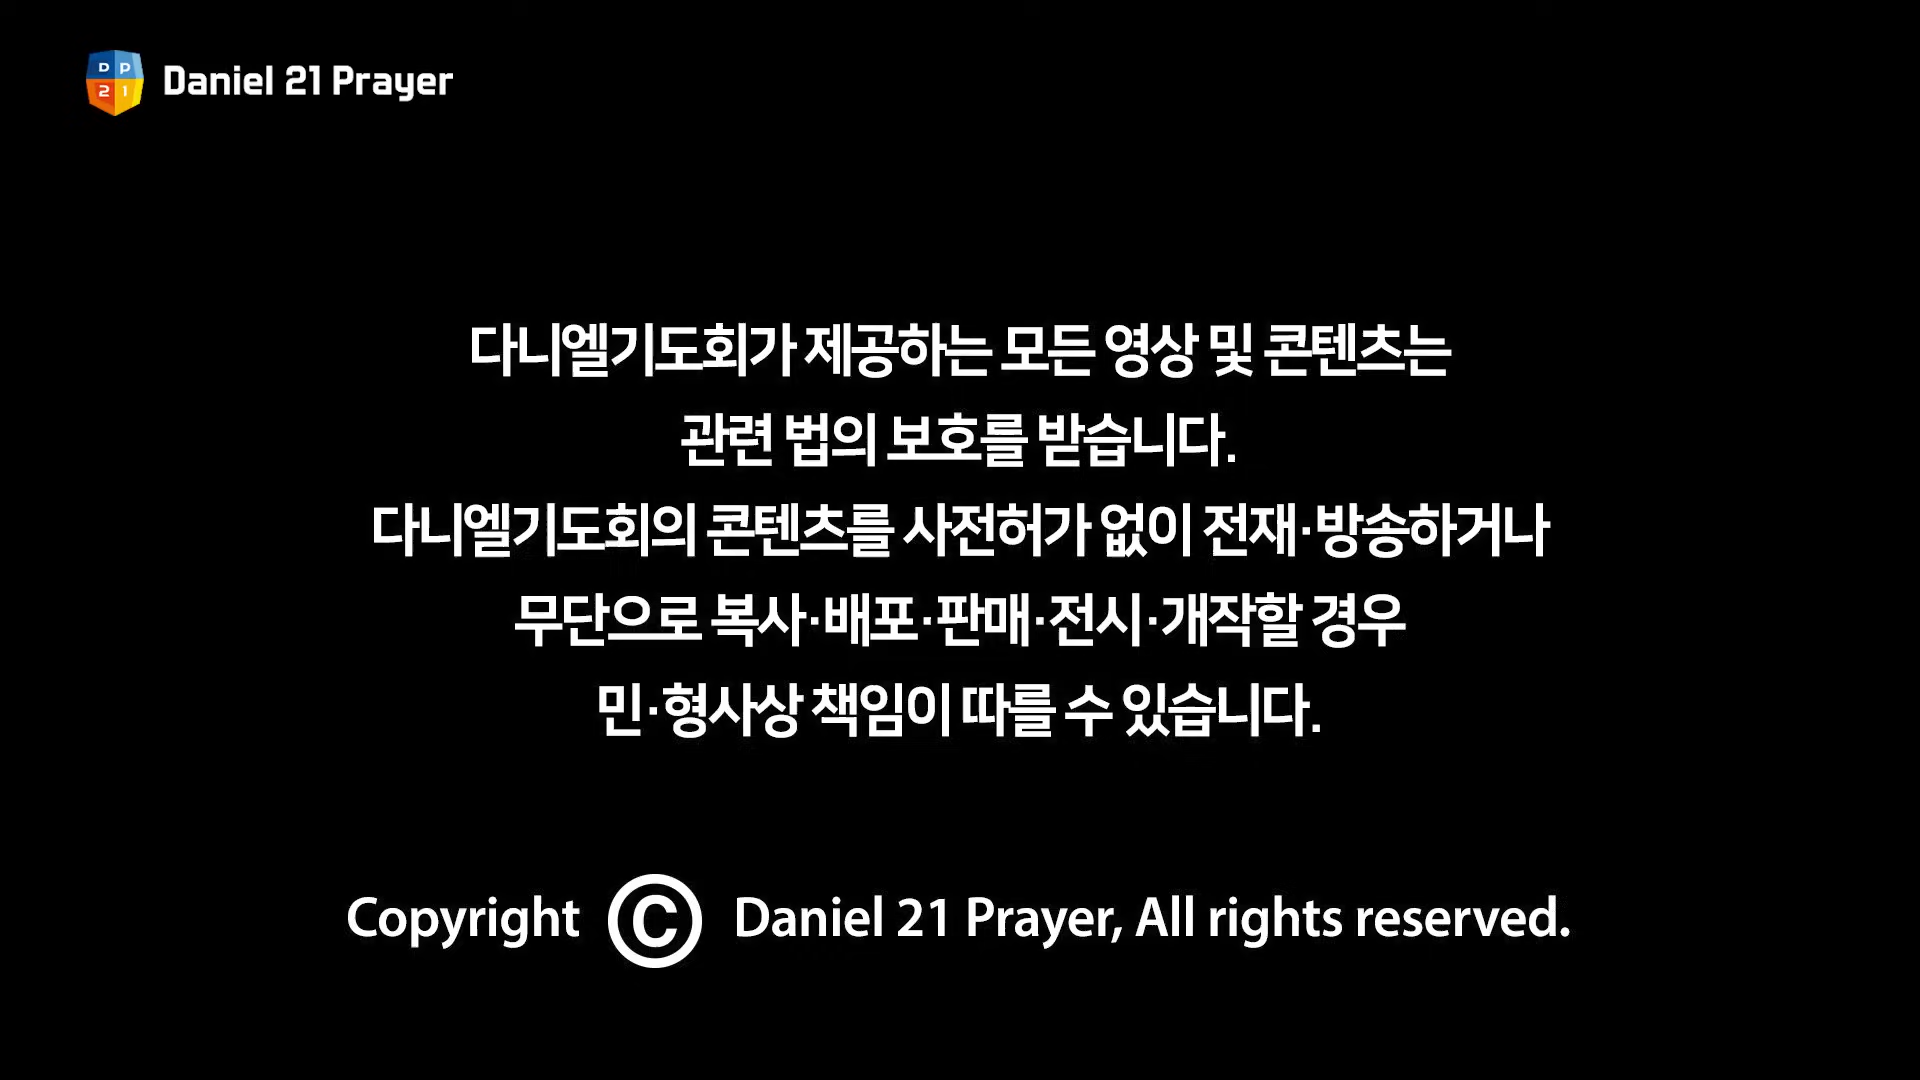 DP
21
Daniel 21 Prayer
다니엘기도회가 제공하는 모든 영상 및 콘텐츠는
관련 법의 보호를 받습니다.
다니엘기도회의 콘텐츠를 사전허가 없이 전재·방송하거나
무단으로 복사·배포·판매·전시·개작할 경우
민·형사상 책임이 따를 수 있습니다.
Copyright © Daniel 21 Prayer, All rights reserved.